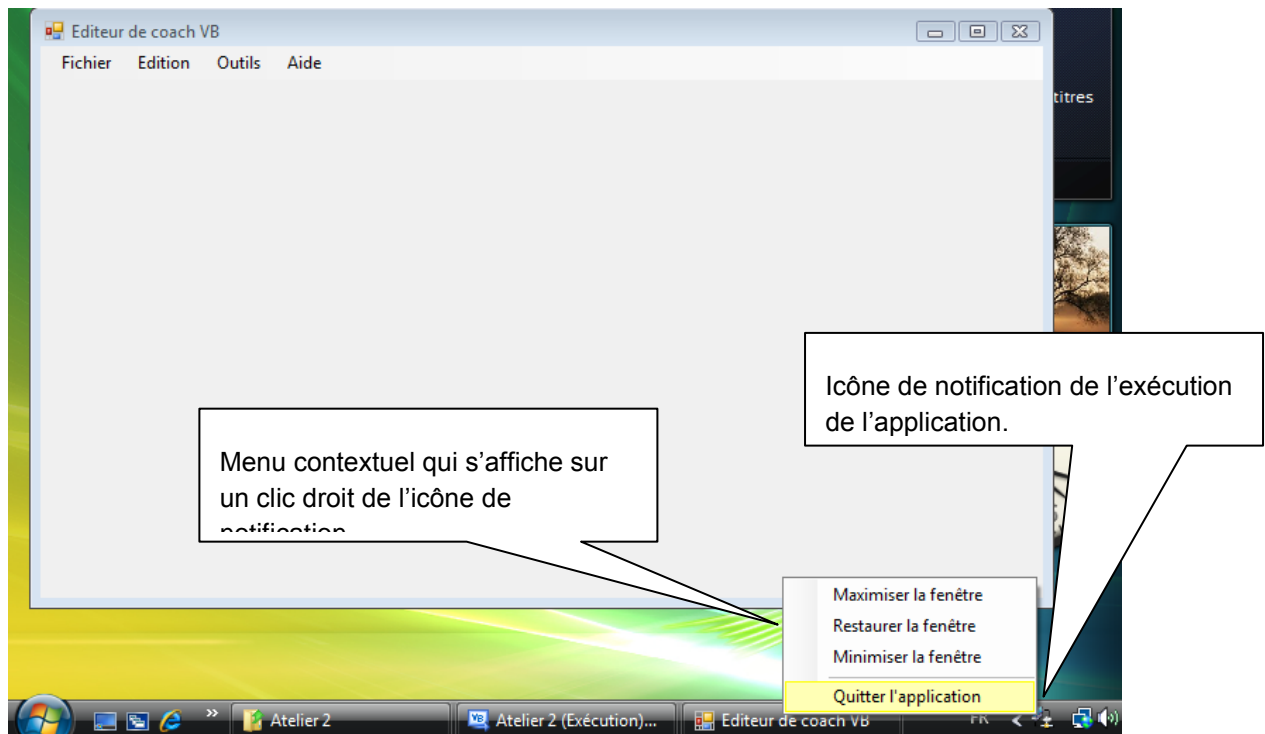 Editeur de coach VB
Fichier Edition Outils Aide
titres
Icône de notification de l’exécution
de l’application.
Menu contextuel qui s’affiche sur
un clic droit de l’icône de
notification
Maximiser la fenêtre
Restaurer la fenêtre
Minimiser la fenêtre
Quitter l'application
» Atelier 2 Atelier 2 (Exécution)... Editeur de coach VB FR <